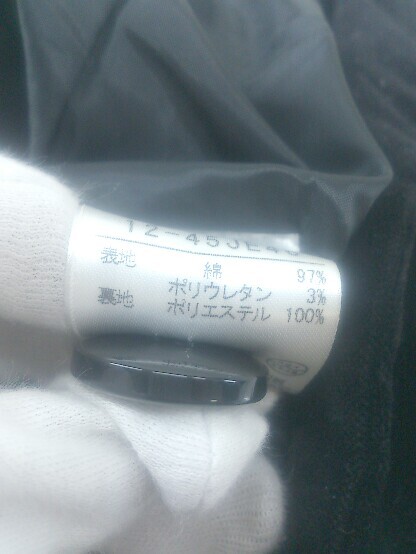 表地 綿 97%
ポリウレタン 3%
裏地 ポリエステル 100%